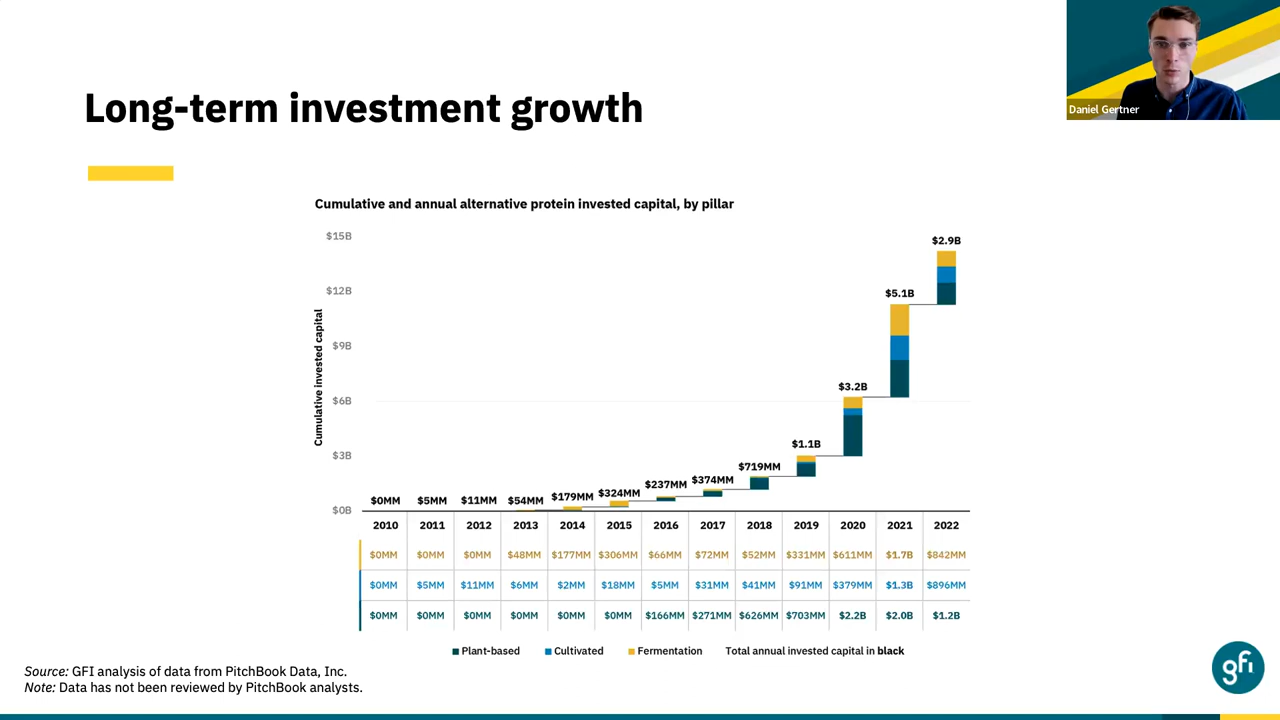 Daniel Gertner
Long-term investment growth
Cumulative and annual alternative protein invested capital, by pillar
Cumulative invested capital
$15B
$12B
$9B
$6B
$3B
$0B
$0MM
$5MM
$11MM
$54MM
$179MM
$324MM
$237MM
$374MM
$719MM
$1.1B
$3.2B
$5.1B
$2.9B
2010 2011 2012 2013 2014 2015 2016 2017 2018 2019 2020 2021 2022
$0MM $0MM $0MM $48MM $177MM $306MM $66MM $72MM $52MM $331MM $611MM $1.7B $842MM
$0MM $5MM $11MM $6MM $2MM $18MM $5MM $31MM $41MM $91MM $379MM $1.3B $896MM
$0MM $0MM $0MM $0MM $0MM $0MM $166MM $271MM $626MM $703MM $2.2B $2.0B $1.2B
Plant-based Cultivated Fermentation Total annual invested capital in black
Source: GFI analysis of data from PitchBook Data, Inc.
Note: Data has not been reviewed by PitchBook analysts.
gfi